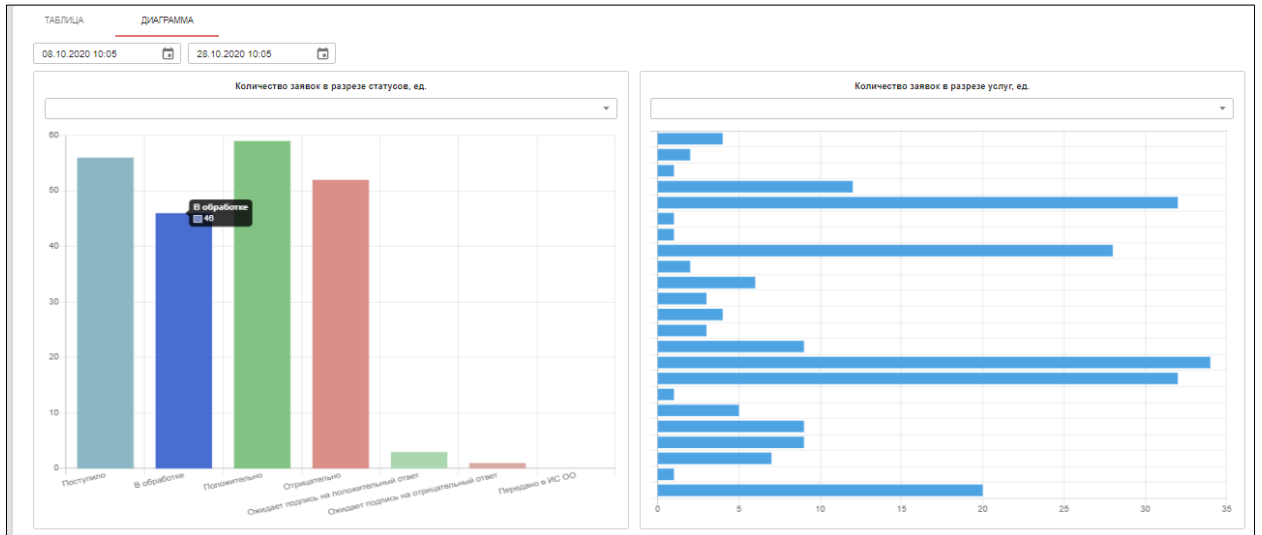 ТАБЛИЦА ДИАГРАММА
08.10.2020 10:05 28.10.2020 10:05
Количество заявок в разрезе статусов, ед.
60
50
40
30
20
10
0
В обработке
46
Поступило
В обработке
Положительно
Отрицательно
Ожидает подпись на положительный ответ
Ожидает подпись на отрицательный ответ
Передано в ИС ОО
Количество заявок в разрезе услуг, ед.
0 5 10 15 20 25 30 35